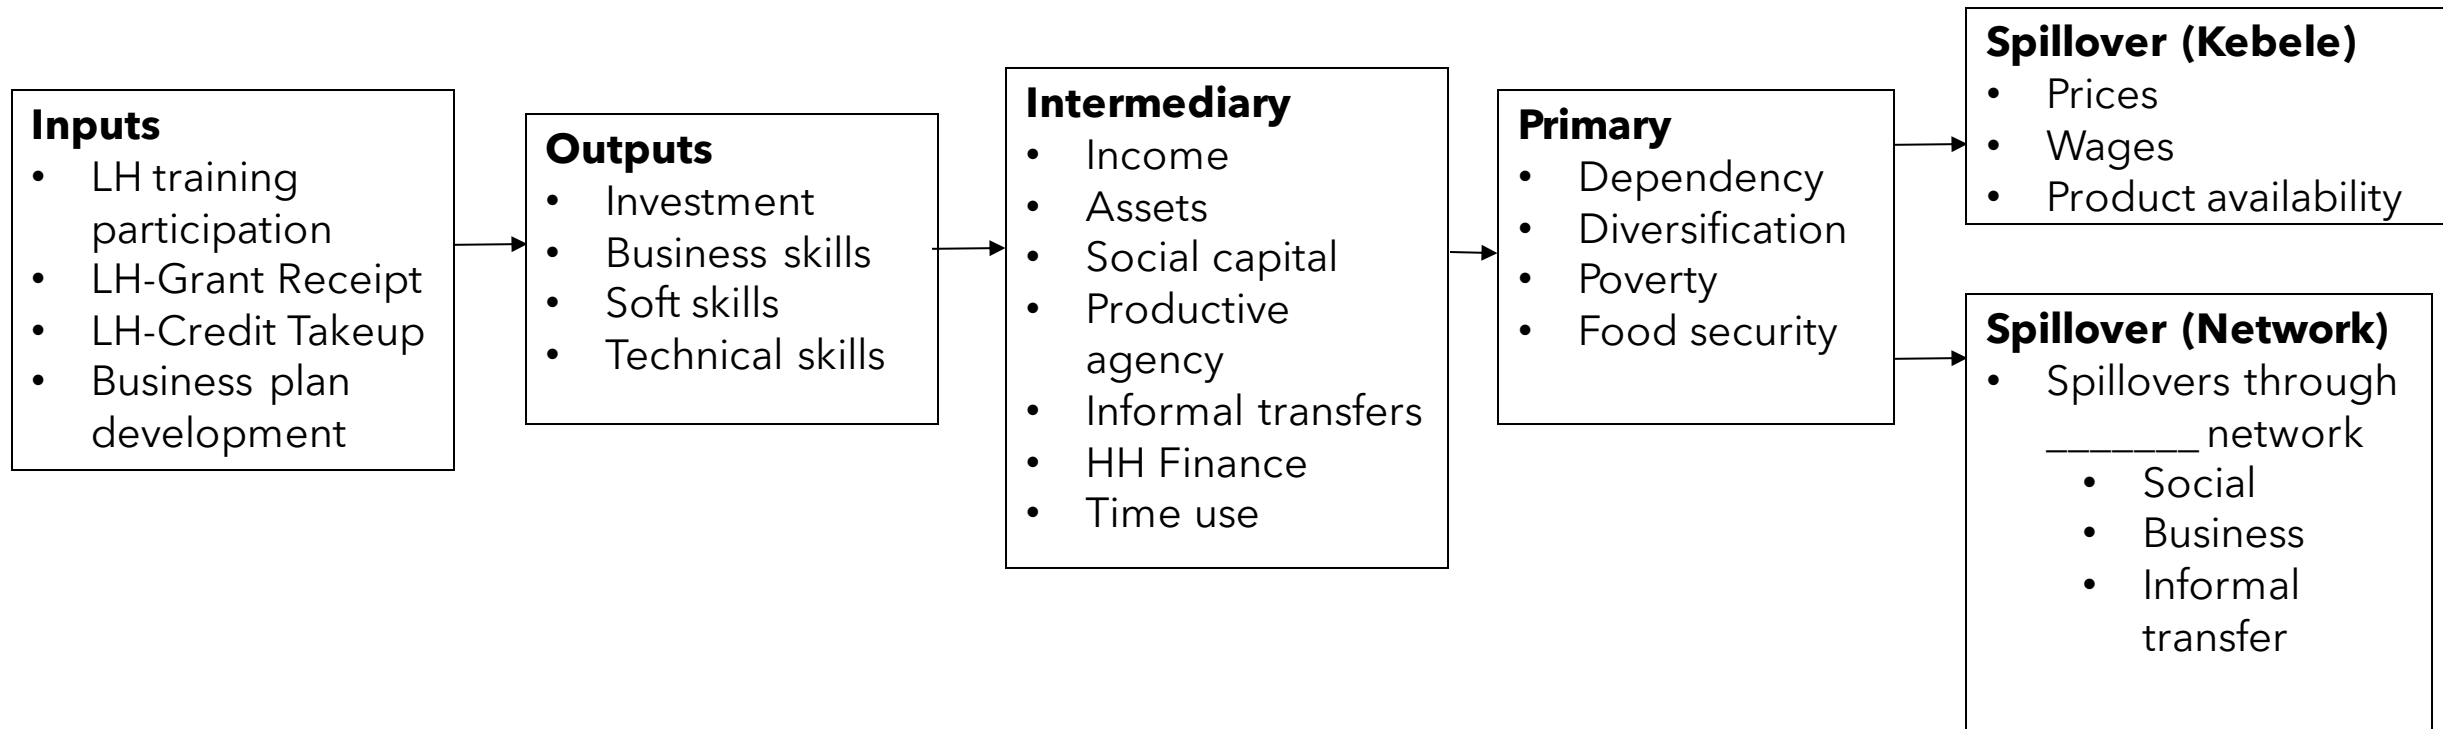 Inputs
• LH training
participation
• LH-Grant Receipt
• LH-Credit Takeup
• Business plan
development
Outputs
• Investment
• Business skills
• Soft skills
• Technical skills
Intermediary
• Income
• Assets
• Social capital
• Productive
agency
• Informal transfers
• HH Finance
• Time use
Primary
• Dependency
• Diversification
• Poverty
• Food security
Spillover (Kebele)
• Prices
• Wages
• Product availability
Spillover (Network)
• Spillovers through
_______ network
• Social
• Business
• Informal
transfer